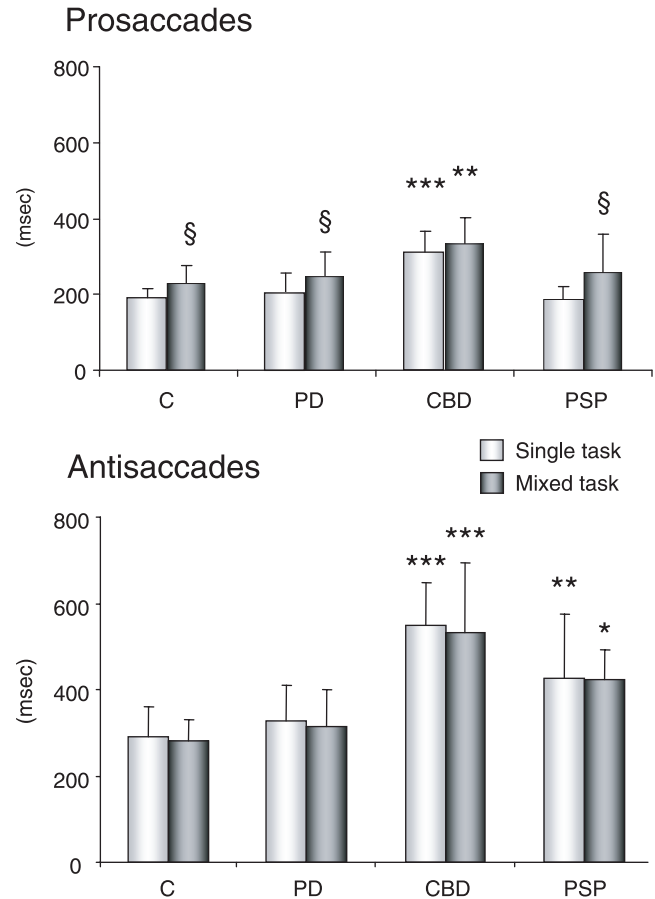 Prosaccades
800
600
400
200
0
(msec)
§
§
***
**
§
C PD CBD PSP
Single task
Mixed task
Antisaccades
800
600
400
200
0
(msec)
***
***
**
*
C PD CBD PSP